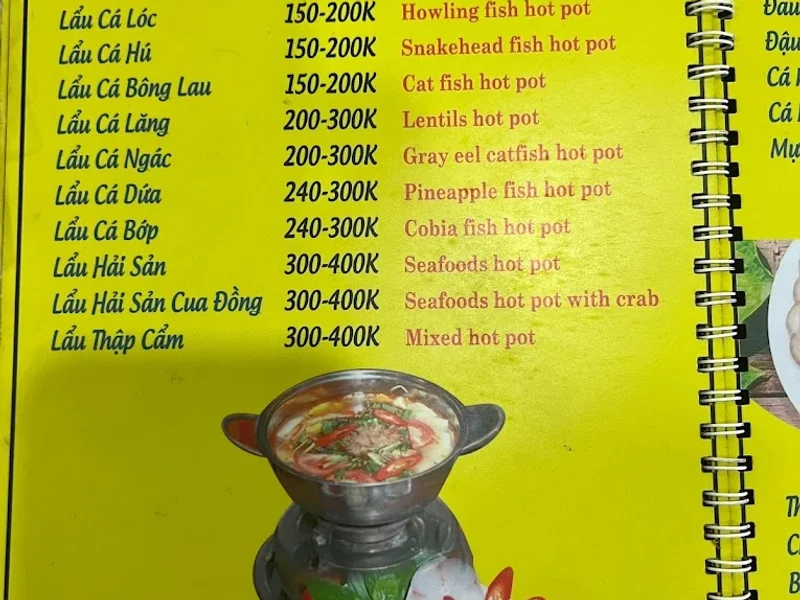 Lẩu Cá Lóc 150-200K Howling fish hot pot
Lẩu Cá Hú 150-200K Snakehead fish hot pot
Lẩu Cá Bông Lau 150-200K Cat fish hot pot
Lẩu Cá Lăng 200-300K Lentils hot pot
Lẩu Cá Ngác 200-300K Gray eel catfish hot pot
Lẩu Cá Dứa 240-300K Pineapple fish hot pot
Lẩu Cá Bớp 240-300K Cobia fish hot pot
Lẩu Hải Sản 300-400K Seafoods hot pot
Lẩu Hải Sản Cua Đồng 300-400K Seafoods hot pot with crab
Lẩu Thập Cẩm 300-400K Mixed hot pot
Cá
Cá